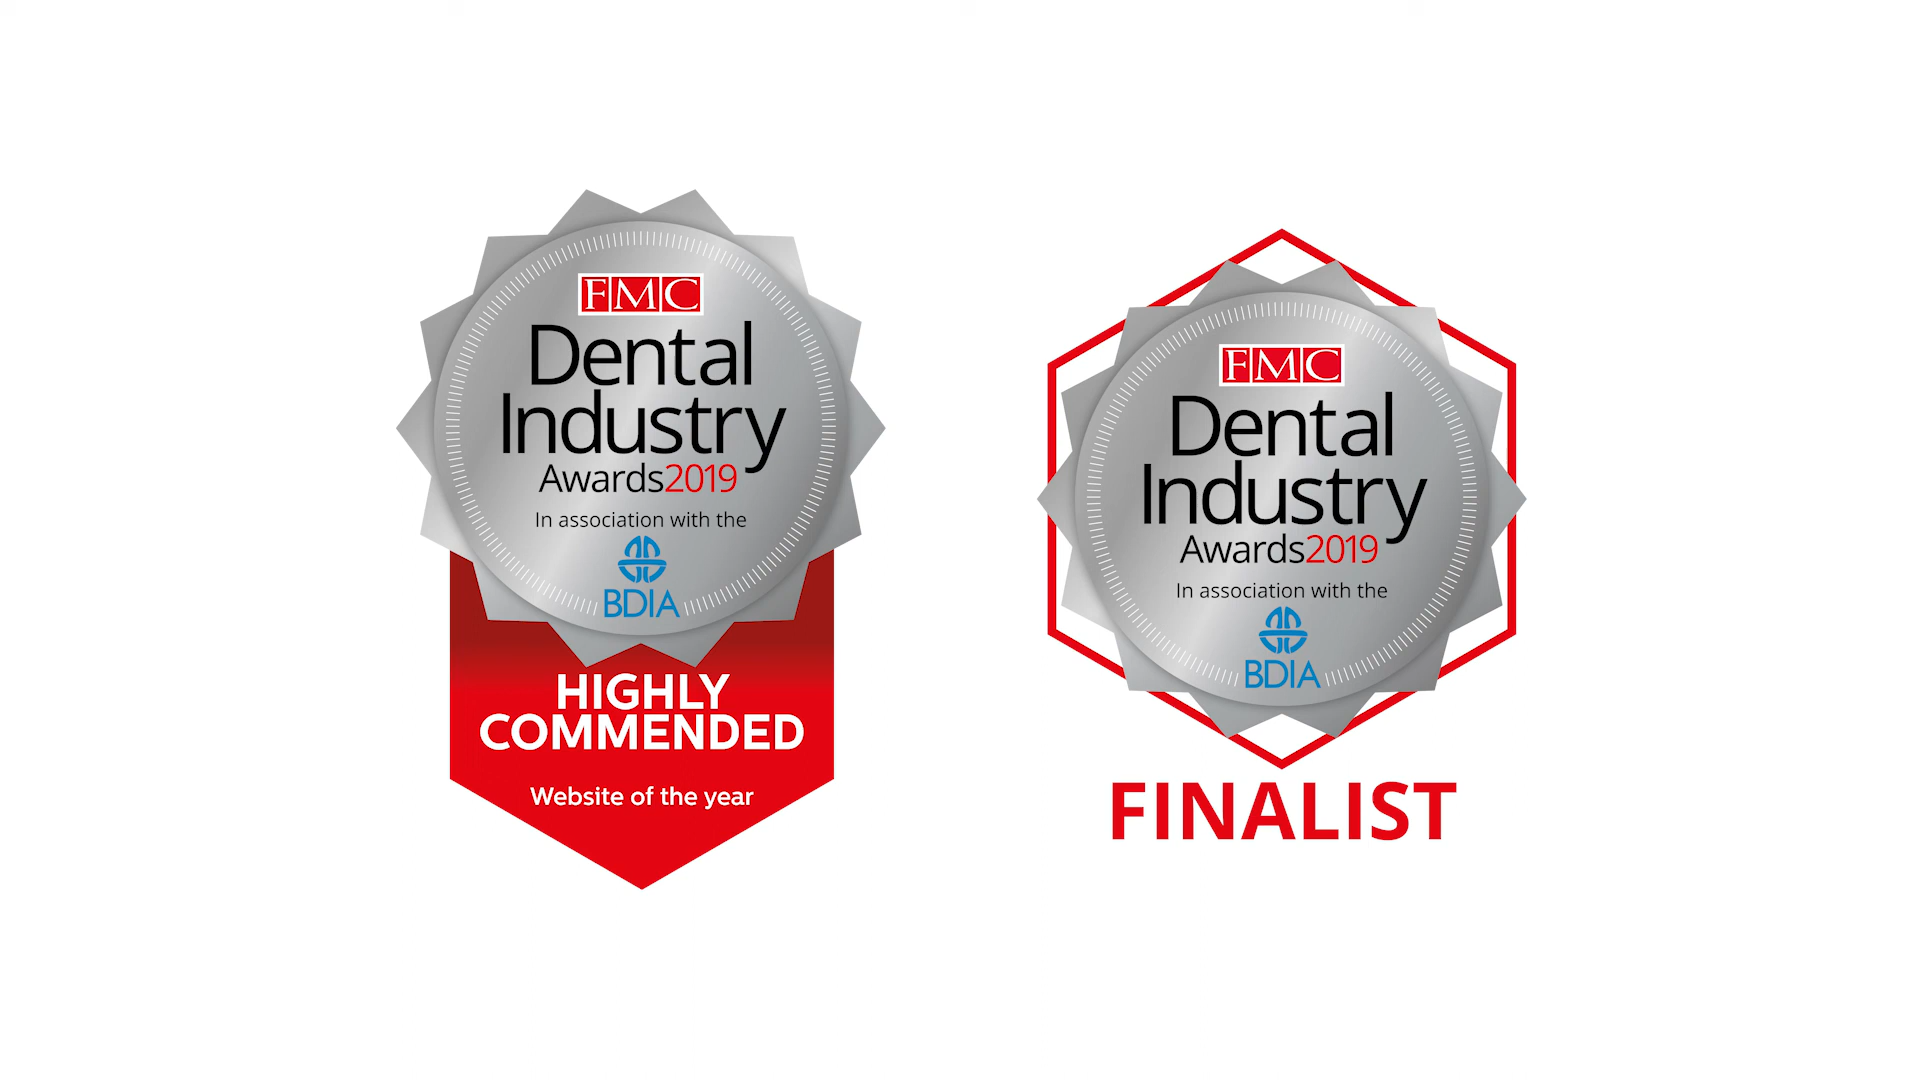 FMC
Dental
Industry
Awards2019
In association with the
BDIA
HIGHLY
COMMENDED
Website of the year
FMC
Dental
Industry
Awards2019
In association with the
BDIA
FINALIST